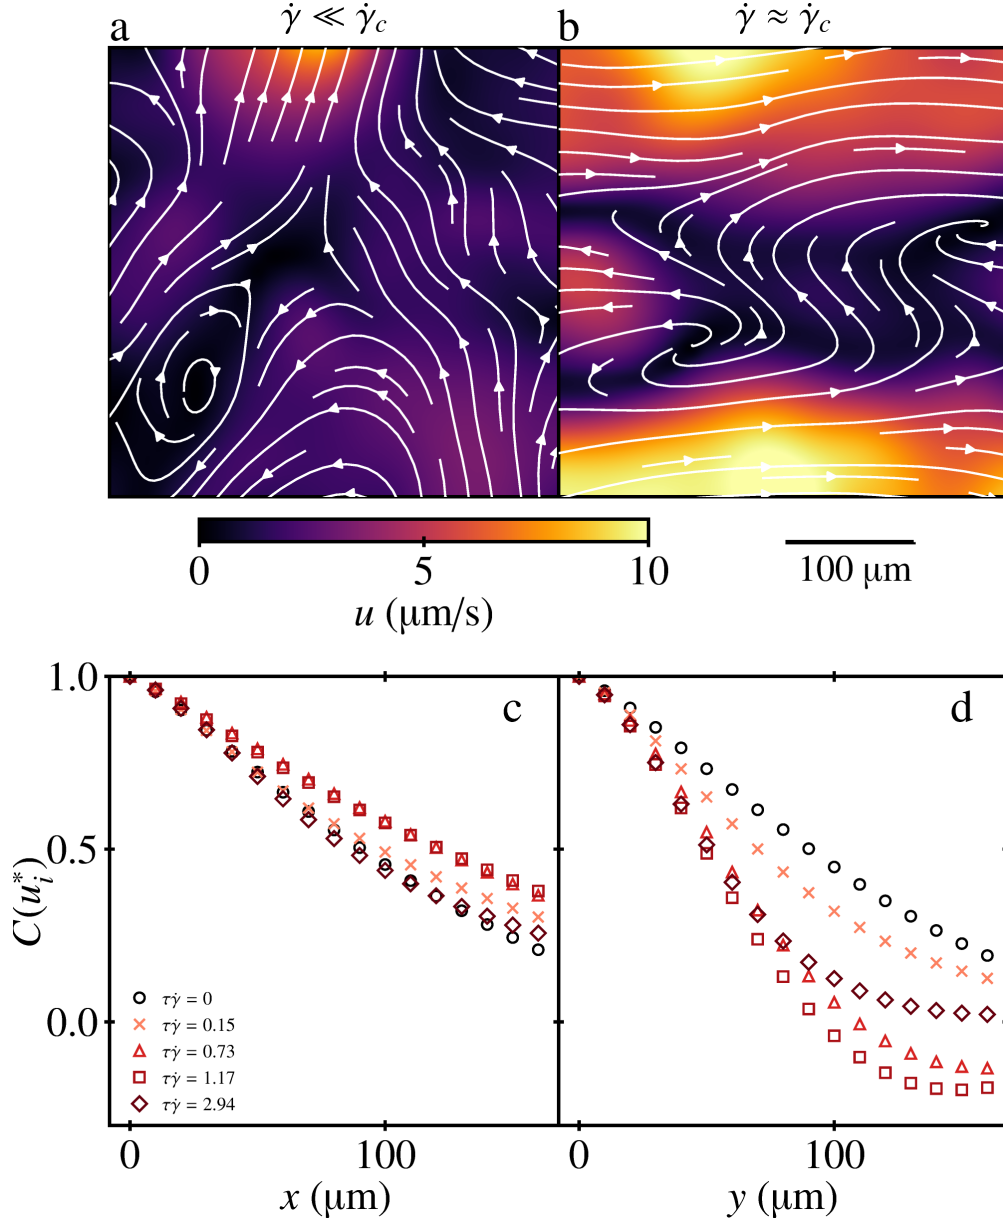 a
γ̇ ≪ γ̇c
b
γ̇ ≈ γ̇c
0
5
10
u (μm/s)
100 μm
1.0
0.5
0.0
C(u*i)
c
d
τγ̇ = 0
τγ̇ = 0.15
τγ̇ = 0.73
τγ̇ = 1.17
τγ̇ = 2.94
0
100
x (μm)
0
100
y (μm)